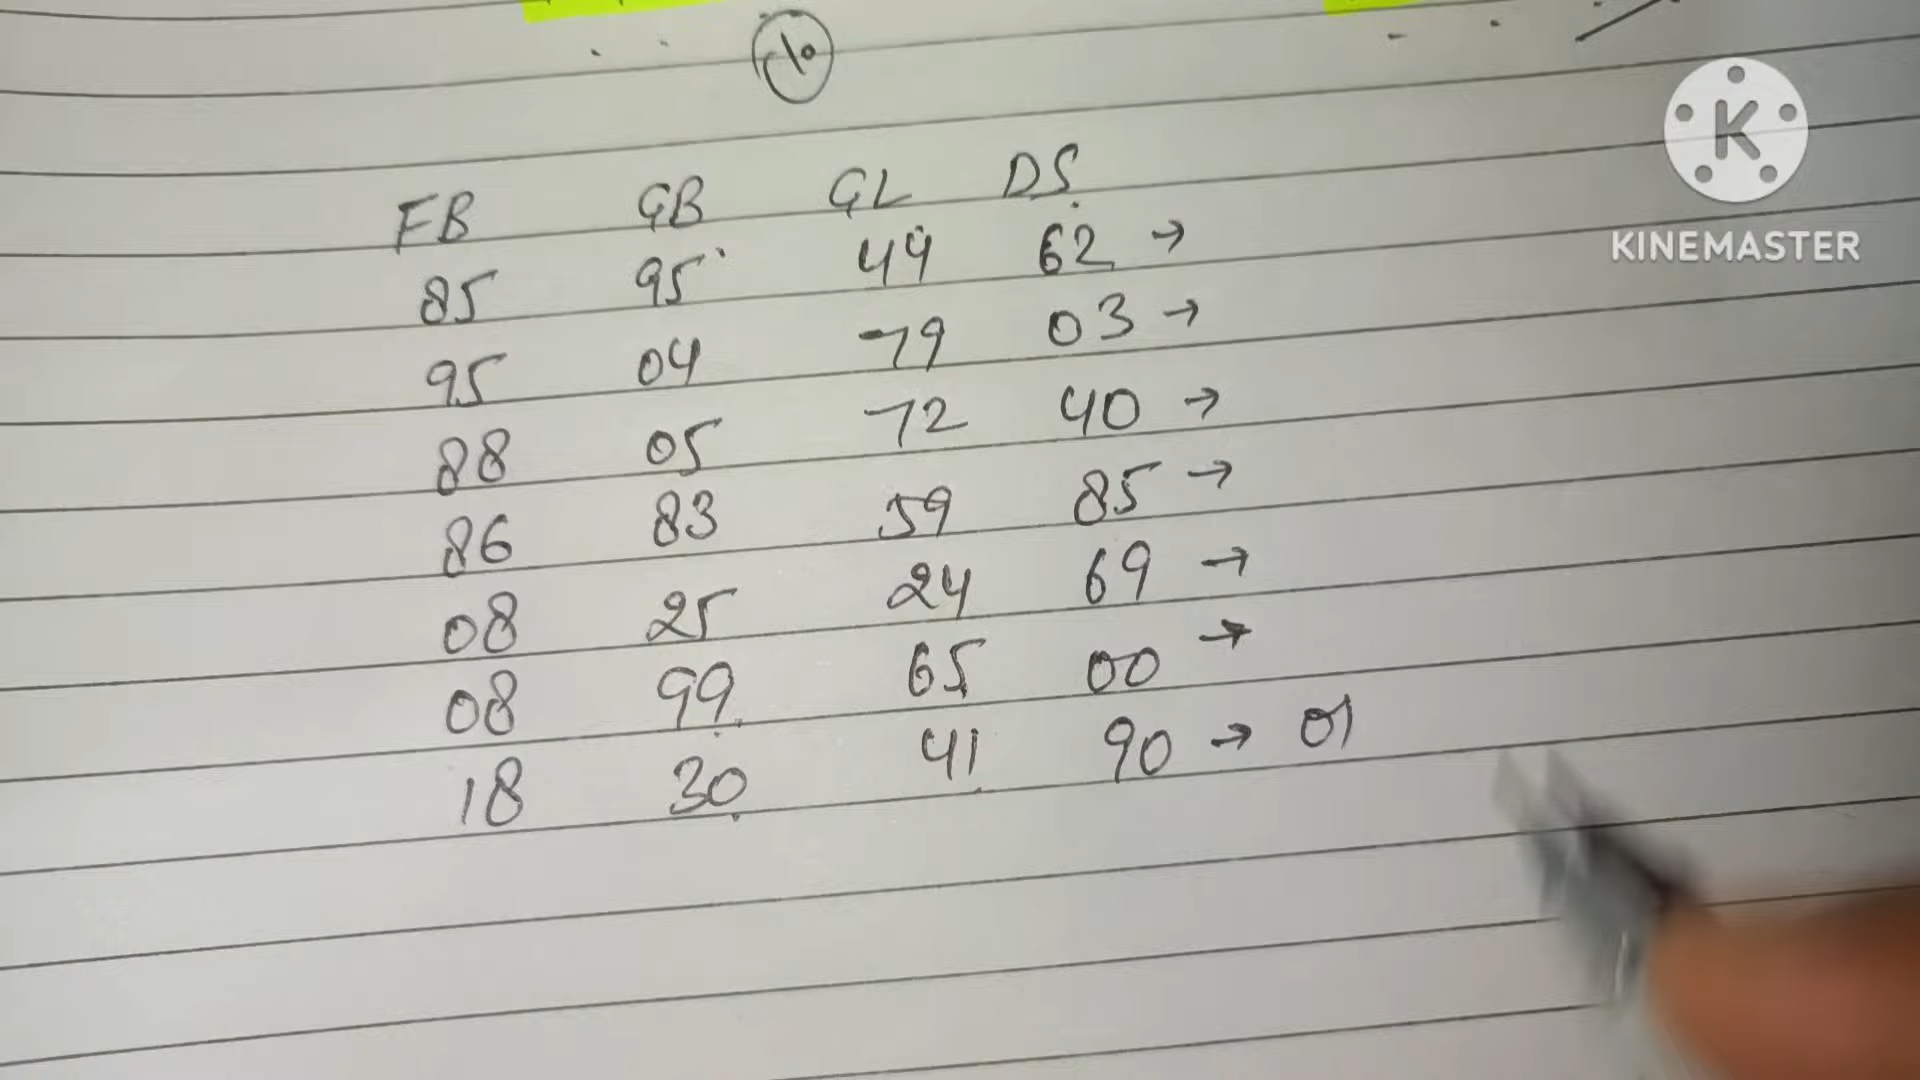 10
K
KINEMASTER
FB GB GL DS
85 95 49 62 →
95 04 79 03 →
88 05 72 40 →
86 83 59 85 →
08 25 24 69 →
08 99 65 00 →
18 30 41 90 → 01